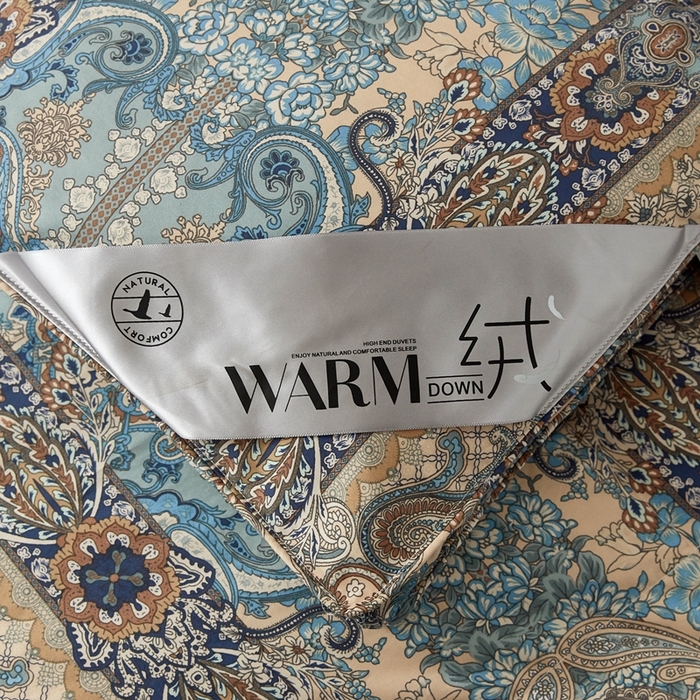 NATURAL
COMFORT
HIGH END DUVETS
ENJOY NATURAL AND COMFORTABLE SLEEP
WARM
DOWN
绒